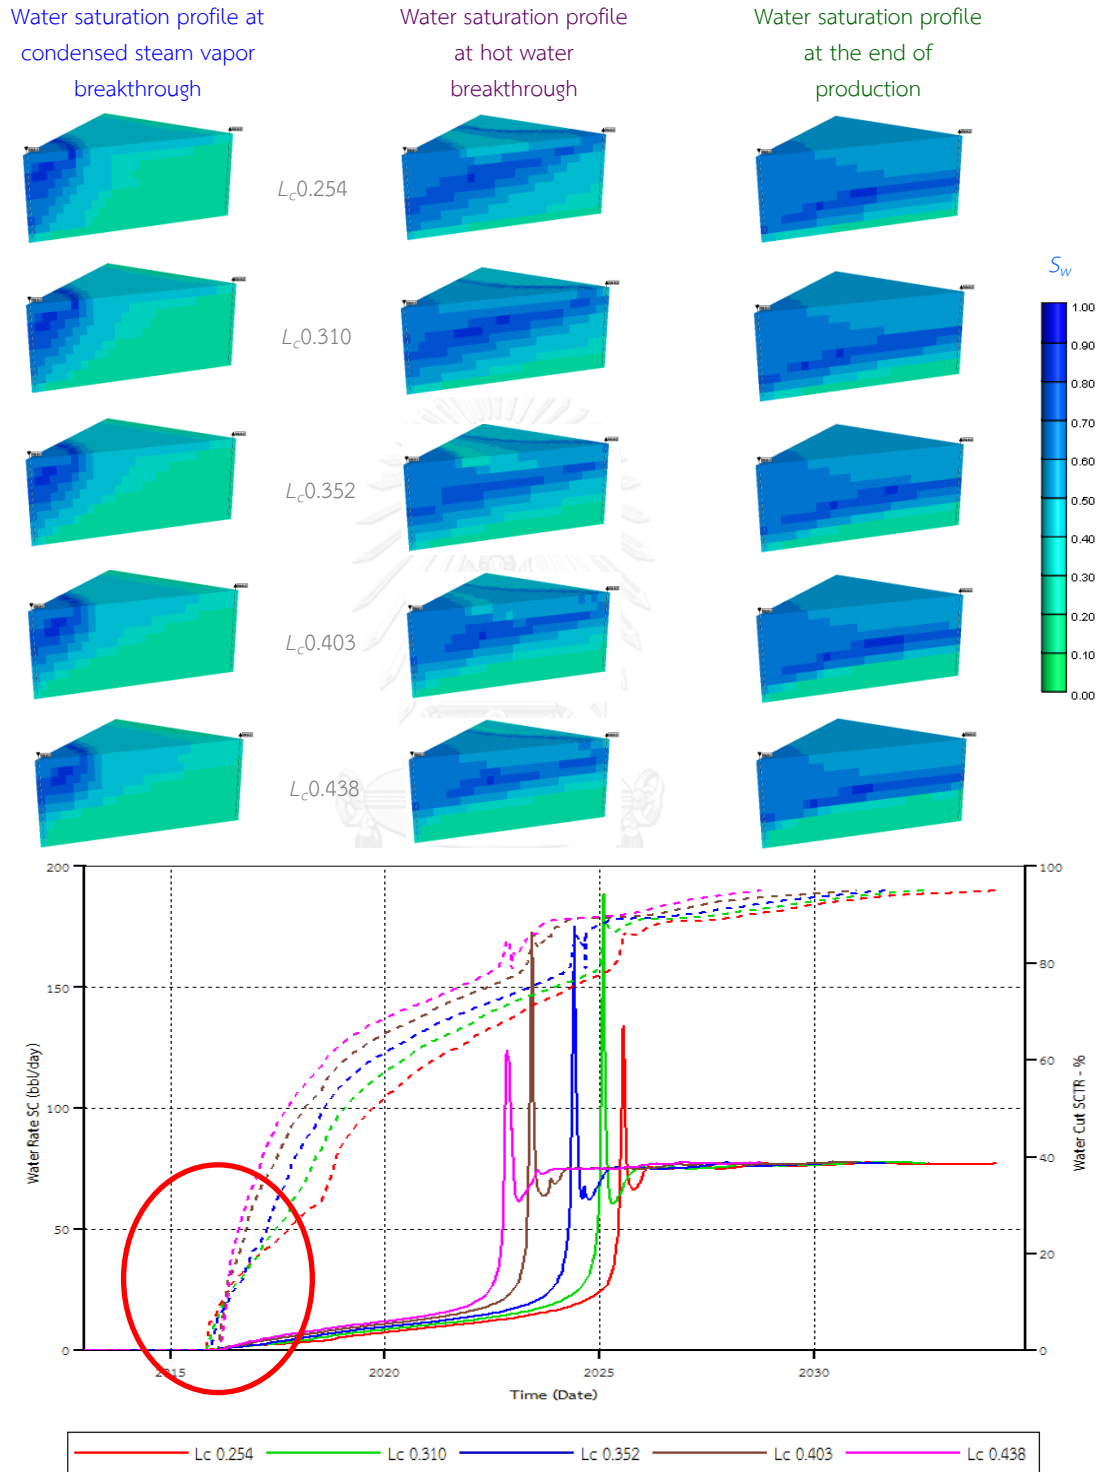 Water saturation profile at
condensed steam vapor
breakthrough
Water saturation profile
at hot water
breakthrough
Water saturation profile
at the end of
production
Lc0.254
Lc0.310
Lc0.352
Lc0.403
Lc0.438
Sw
1.00
0.90
0.80
0.70
0.60
0.50
0.40
0.30
0.20
0.10
0.00
Water Rate SC (bbl/day)
200
150
100
50
0
Water Cut SCTR - %
100
80
60
40
20
0
2015
2020
2025
2030
Time (Date)
Lc 0.254
Lc 0.310
Lc 0.352
Lc 0.403
Lc 0.438